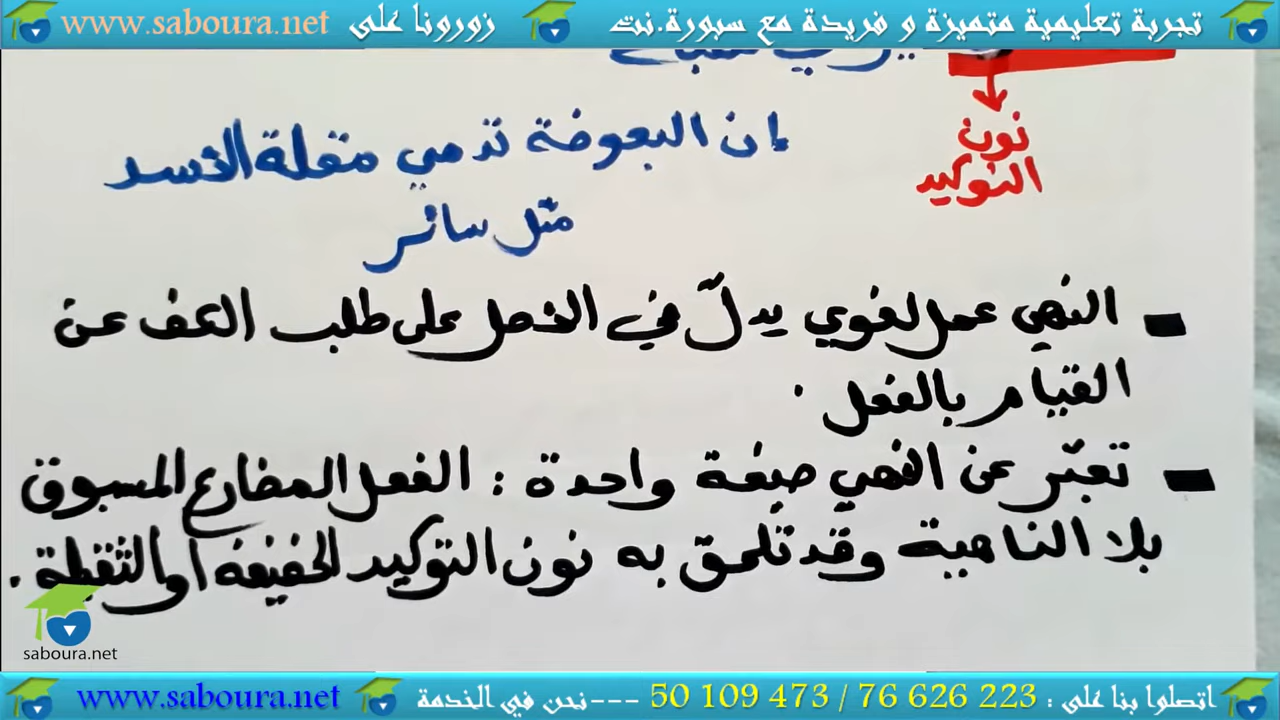 تجربة تعليمية متميزة و فريدة مع سبورة.نت زورونا على www.saboura.net
نون
التوكيد
إن البعوضة تدمي مقلة الأسد
مثل سائر
النهي عمل لغوي يدلّ في الأصل على طلب الكف عن
القيام بالفعل.
تعبّر عن النهي صيغة واحدة : الفعل المضارع المسبوق
بلا الناهية وقد تلحق به نون التوكيد الخفيفة أو الثقيلة.
saboura.net
اتصلوا بنا على : 50 109 473 / 76 626 223 ---نحن في الخدمة www.saboura.net